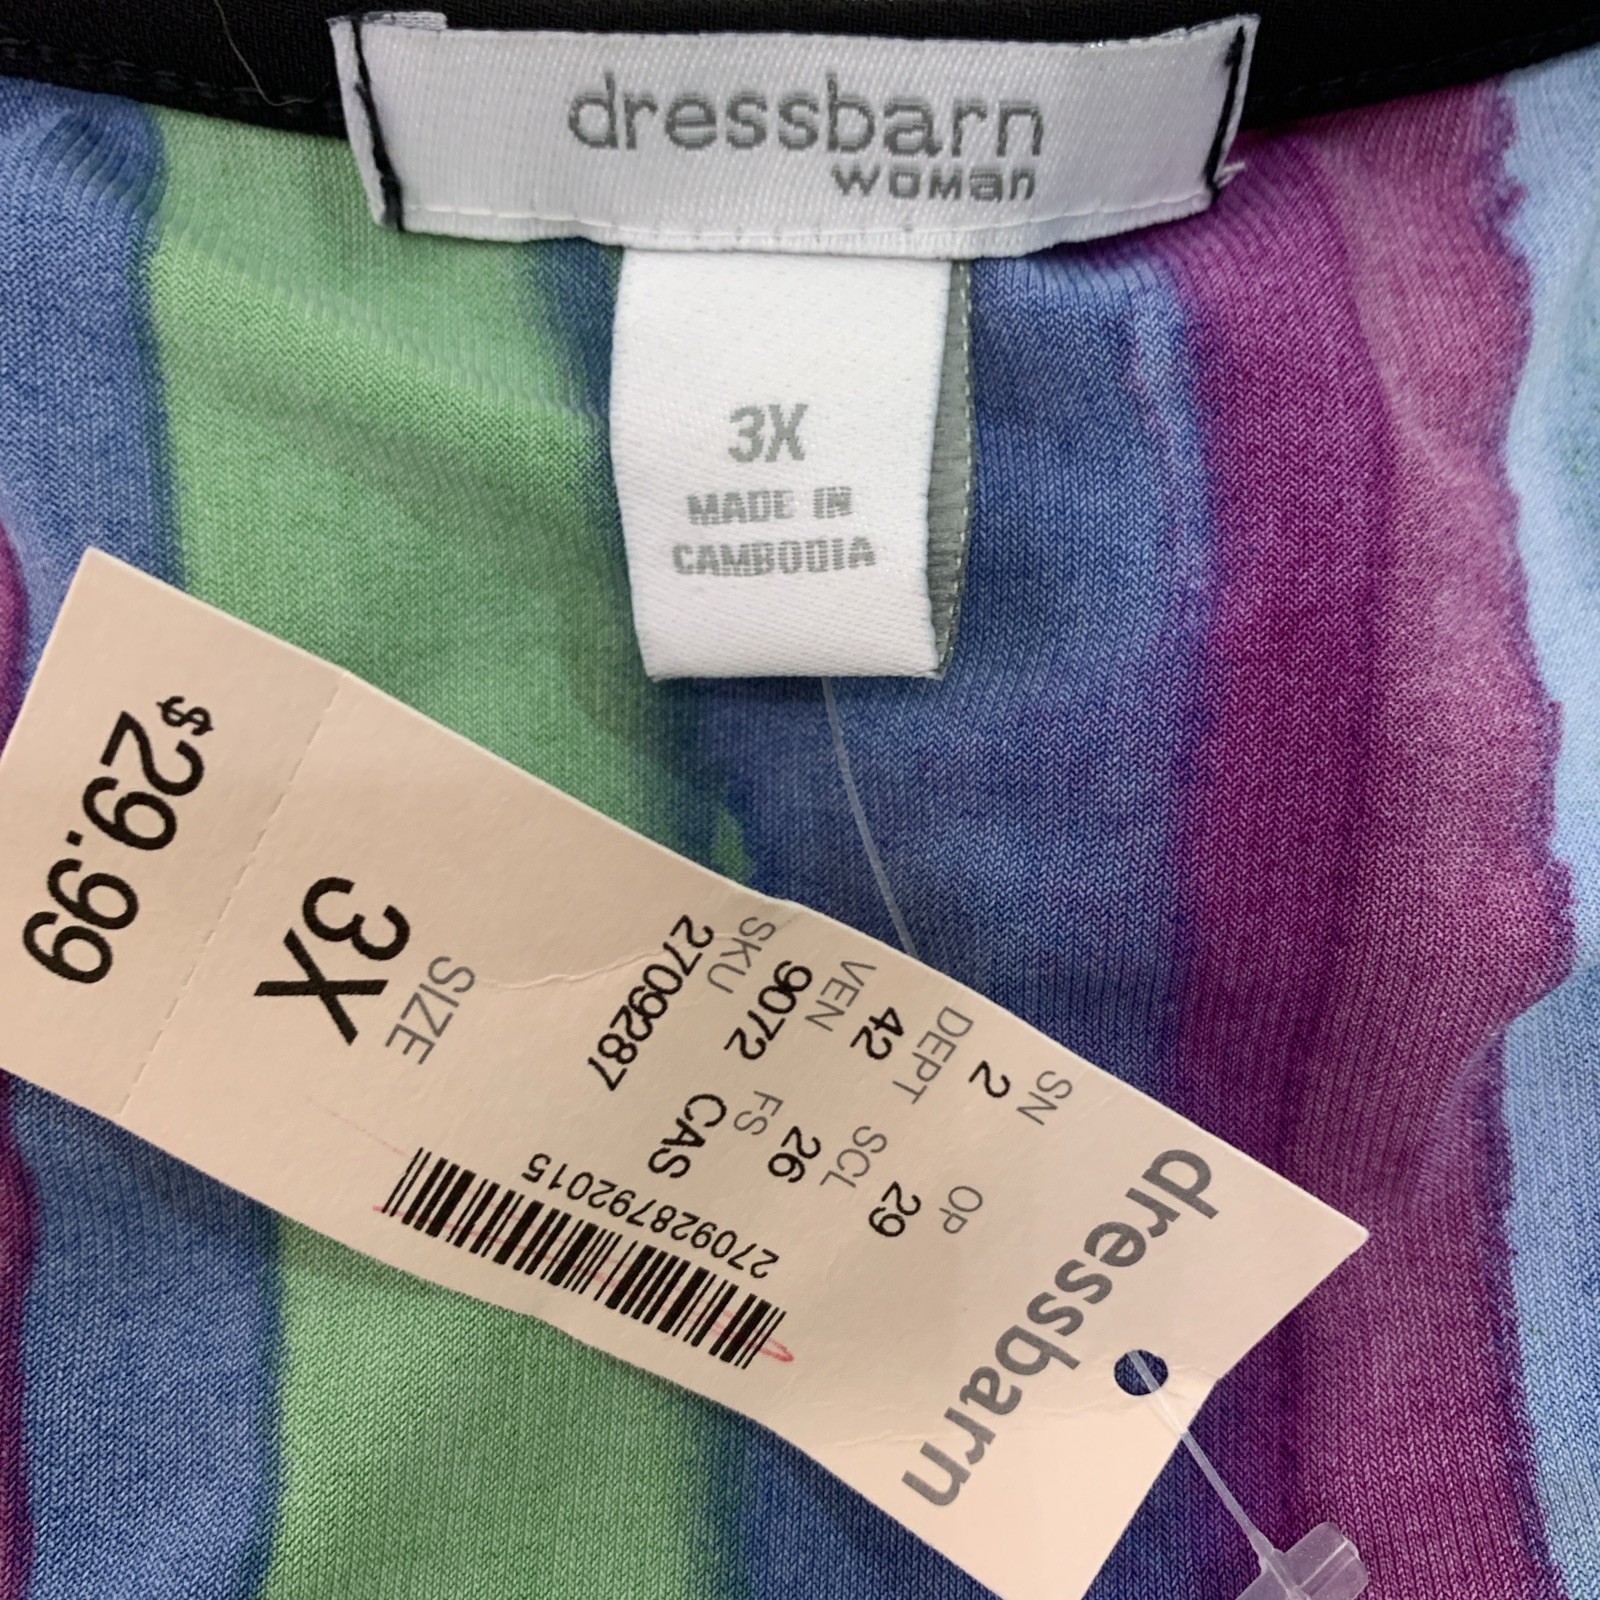 dressbarn
woman
3X
MADE IN
CAMBODIA
dressbarn
SN OP
2 29
DEPT SCL
42 26
VEN FS
9072 CAS
SKU
2709287
270928792015
SIZE
3X
$29.99